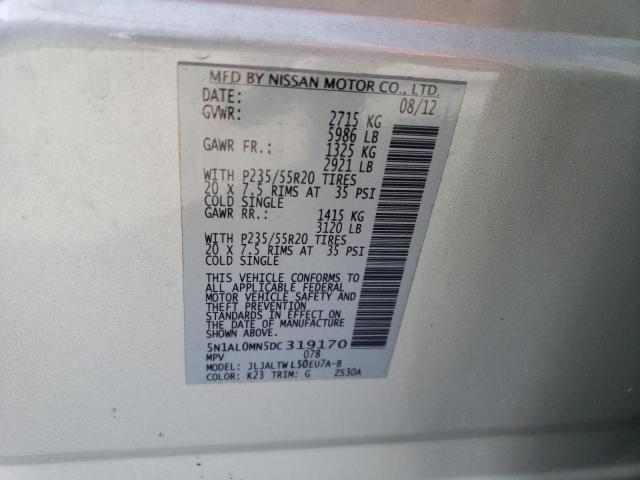 MFD BY NISSAN MOTOR CO., LTD.
DATE: 08/12
GVWR: 2715 KG
5986 LB
GAWR FR.: 1325 KG
2921 LB
WITH P235/55R20 TIRES
20 X 7.5 RIMS AT 35 PSI
COLD SINGLE
GAWR RR.: 1415 KG
3120 LB
WITH P235/55R20 TIRES
20 X 7.5 RIMS AT 35 PSI
COLD SINGLE
THIS VEHICLE CONFORMS TO
ALL APPLICABLE FEDERAL
MOTOR VEHICLE SAFETY AND
THEFT PREVENTION
STANDARDS IN EFFECT ON
THE DATE OF MANUFACTURE
SHOWN ABOVE.
5N1AL0MN5DC319170
MPV 078
MODEL: JLJALTWL50EU7A-B
COLOR: K23 TRIM: G ZS30A